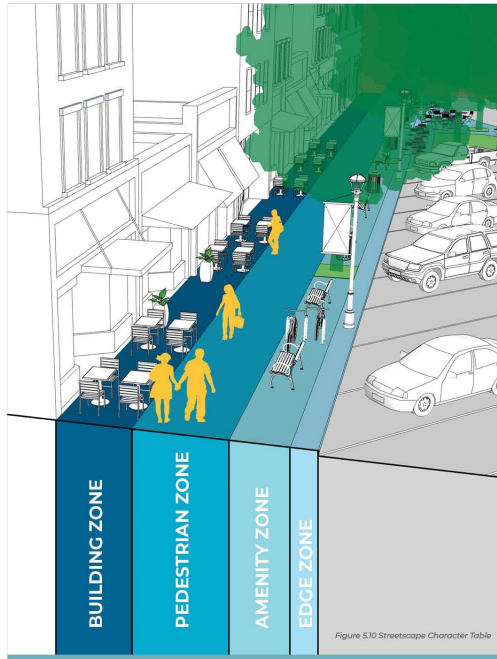 BUILDING ZONE
PEDESTRIAN ZONE
AMENITY ZONE
EDGE ZONE
Figure 5.10 Streetscape Character Table